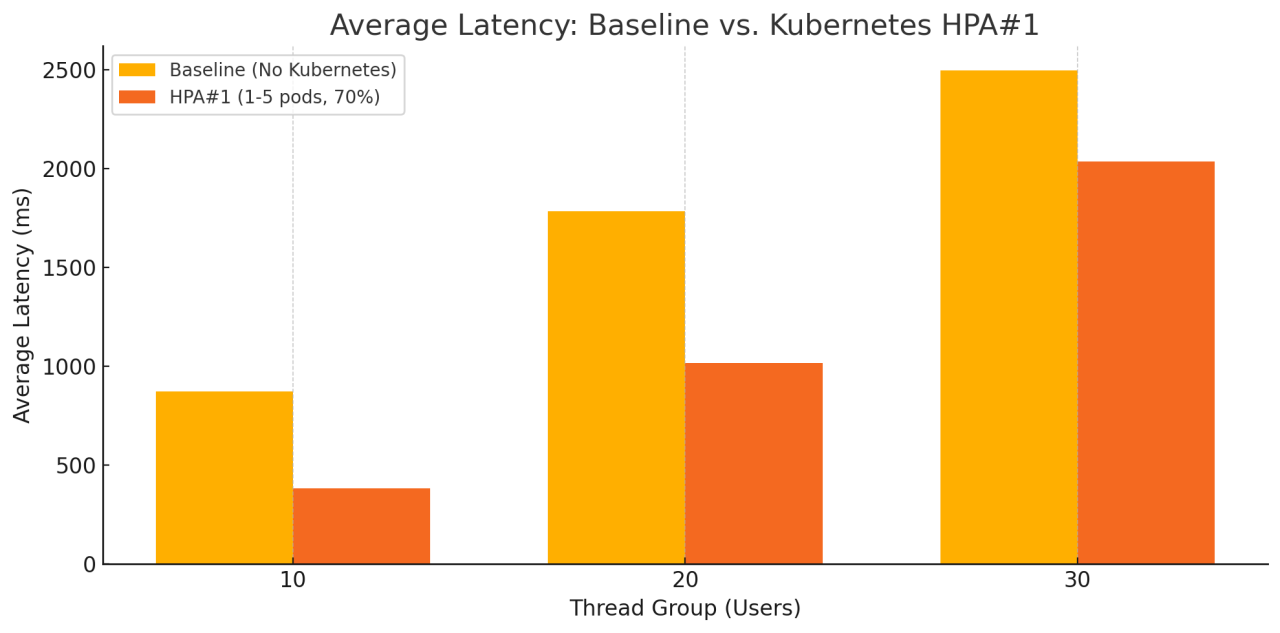 Average Latency: Baseline vs. Kubernetes HPA#1
Baseline (No Kubernetes)
HPA#1 (1-5 pods, 70%)
Average Latency (ms)
2500
2000
1500
1000
500
0
10 20 30
Thread Group (Users)